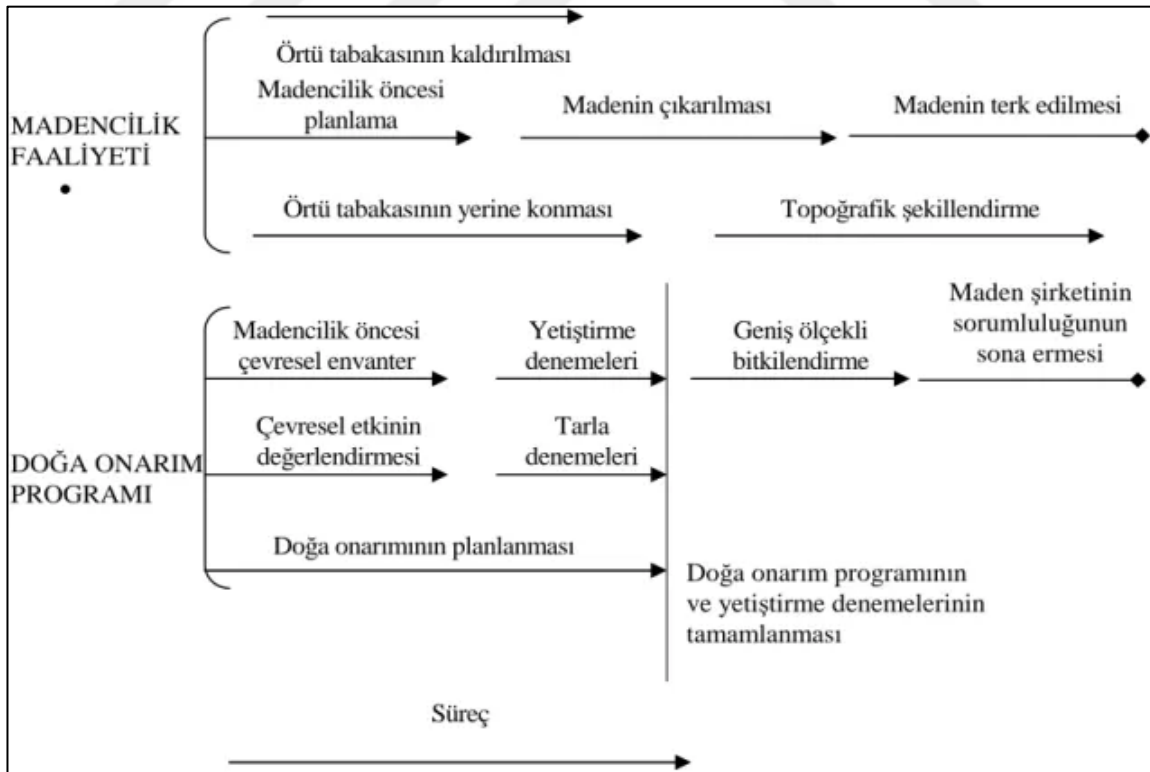 Örtü tabakasının kaldırılması
Madencilik öncesi
planlama
Madenin çıkarılması
Madenin terk edilmesi
MADENCİLİK
FAALİYETİ
Örtü tabakasının yerine konması
Topoğrafik şekillendirme
Madencilik öncesi
çevresel envanter
Yetiştirme
denemeleri
Geniş ölçekli
bitkilendirme
Maden şirketinin
sorumluluğunun
sona ermesi
Çevresel etkinin
değerlendirmesi
Tarla
denemeleri
DOĞA ONARIM
PROGRAMI
Doğa onarımının planlanması
Doğa onarım programının
ve yetiştirme denemelerinin
tamamlanması
Süreç